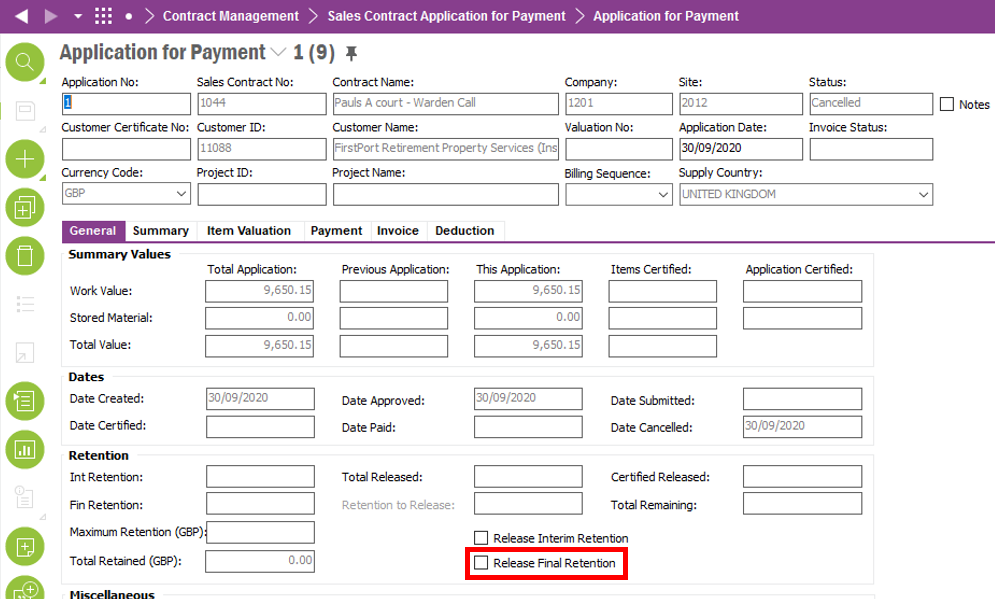 Contract Management Sales Contract Application for Payment Application for Payment
Application for Payment 1 (9)
Application No: Sales Contract No: Contract Name: Company: Site: Status:
1 1044 Pauls A court - Warden Call 1201 2012 Cancelled Notes
Customer Certificate No: Customer ID: Customer Name: Valuation No: Application Date: Invoice Status:
11088 FirstPort Retirement Property Services (Ins 30/09/2020
Currency Code: Project ID: Project Name: Billing Sequence: Supply Country:
GBP UNITED KINGDOM
General Summary Item Valuation Payment Invoice Deduction
Summary Values
Total Application: Previous Application: This Application: Items Certified: Application Certified:
Work Value: 9,650.15 9,650.15
Stored Material: 0.00 0.00
Total Value: 9,650.15 9,650.15
Dates
Date Created: 30/09/2020 Date Approved: 30/09/2020 Date Submitted:
Date Certified: Date Paid: Date Cancelled: 30/09/2020
Retention
Int Retention: Total Released: Certified Released:
Fin Retention: Retention to Release: Total Remaining:
Maximum Retention (GBP): Release Interim Retention
Total Retained (GBP): 0.00 Release Final Retention
Miscellaneous